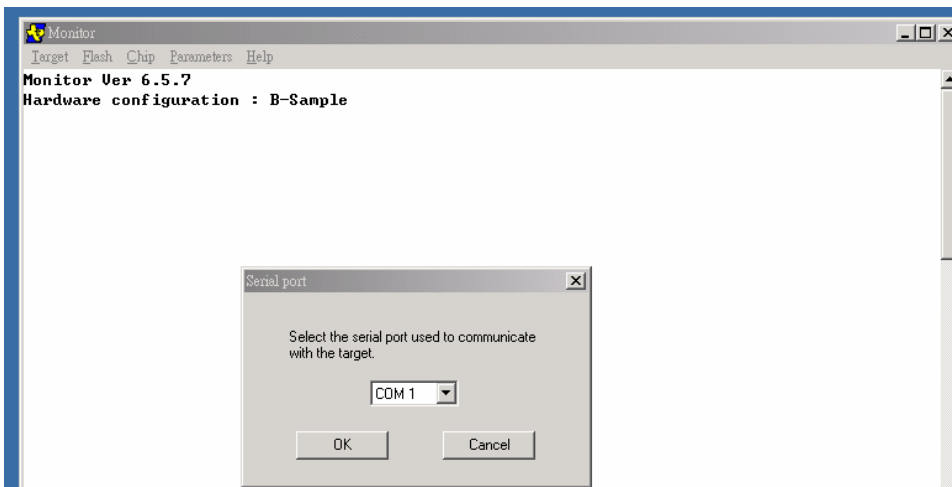 Monitor
Target Flash Chip Parameters Help
Monitor Ver 6.5.7
Hardware configuration : B-Sample
Serial port
Select the serial port used to communicate
with the target.
COM 1
OK Cancel